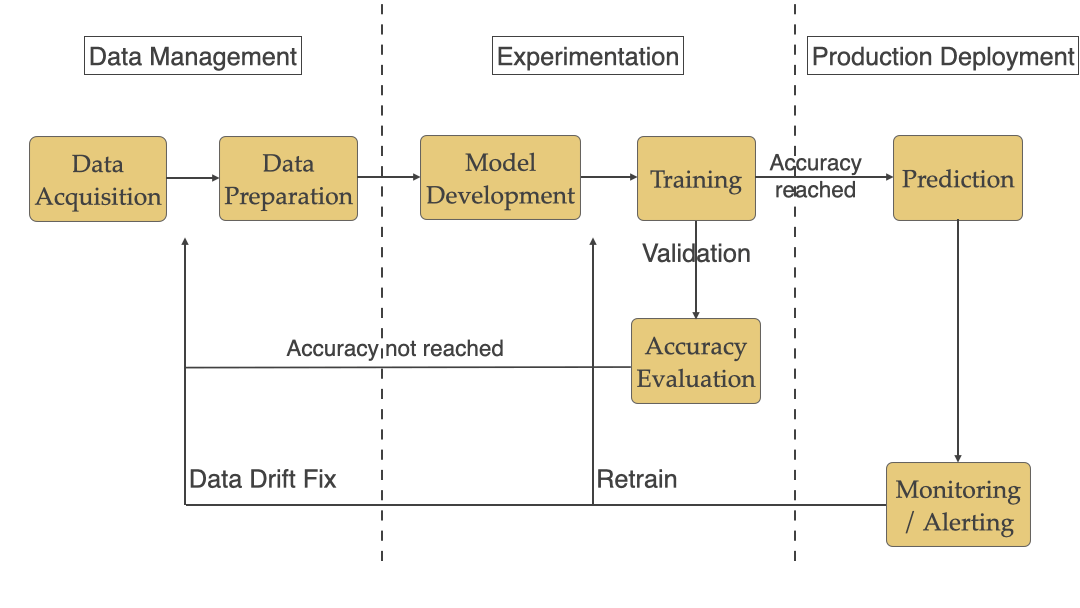 Data Management
Experimentation
Production Deployment
Data
Acquisition
Data
Preparation
Model
Development
Training
Accuracy
reached
Prediction
Validation
Accuracy not reached
Accuracy
Evaluation
Data Drift Fix
Retrain
Monitoring
/ Alerting